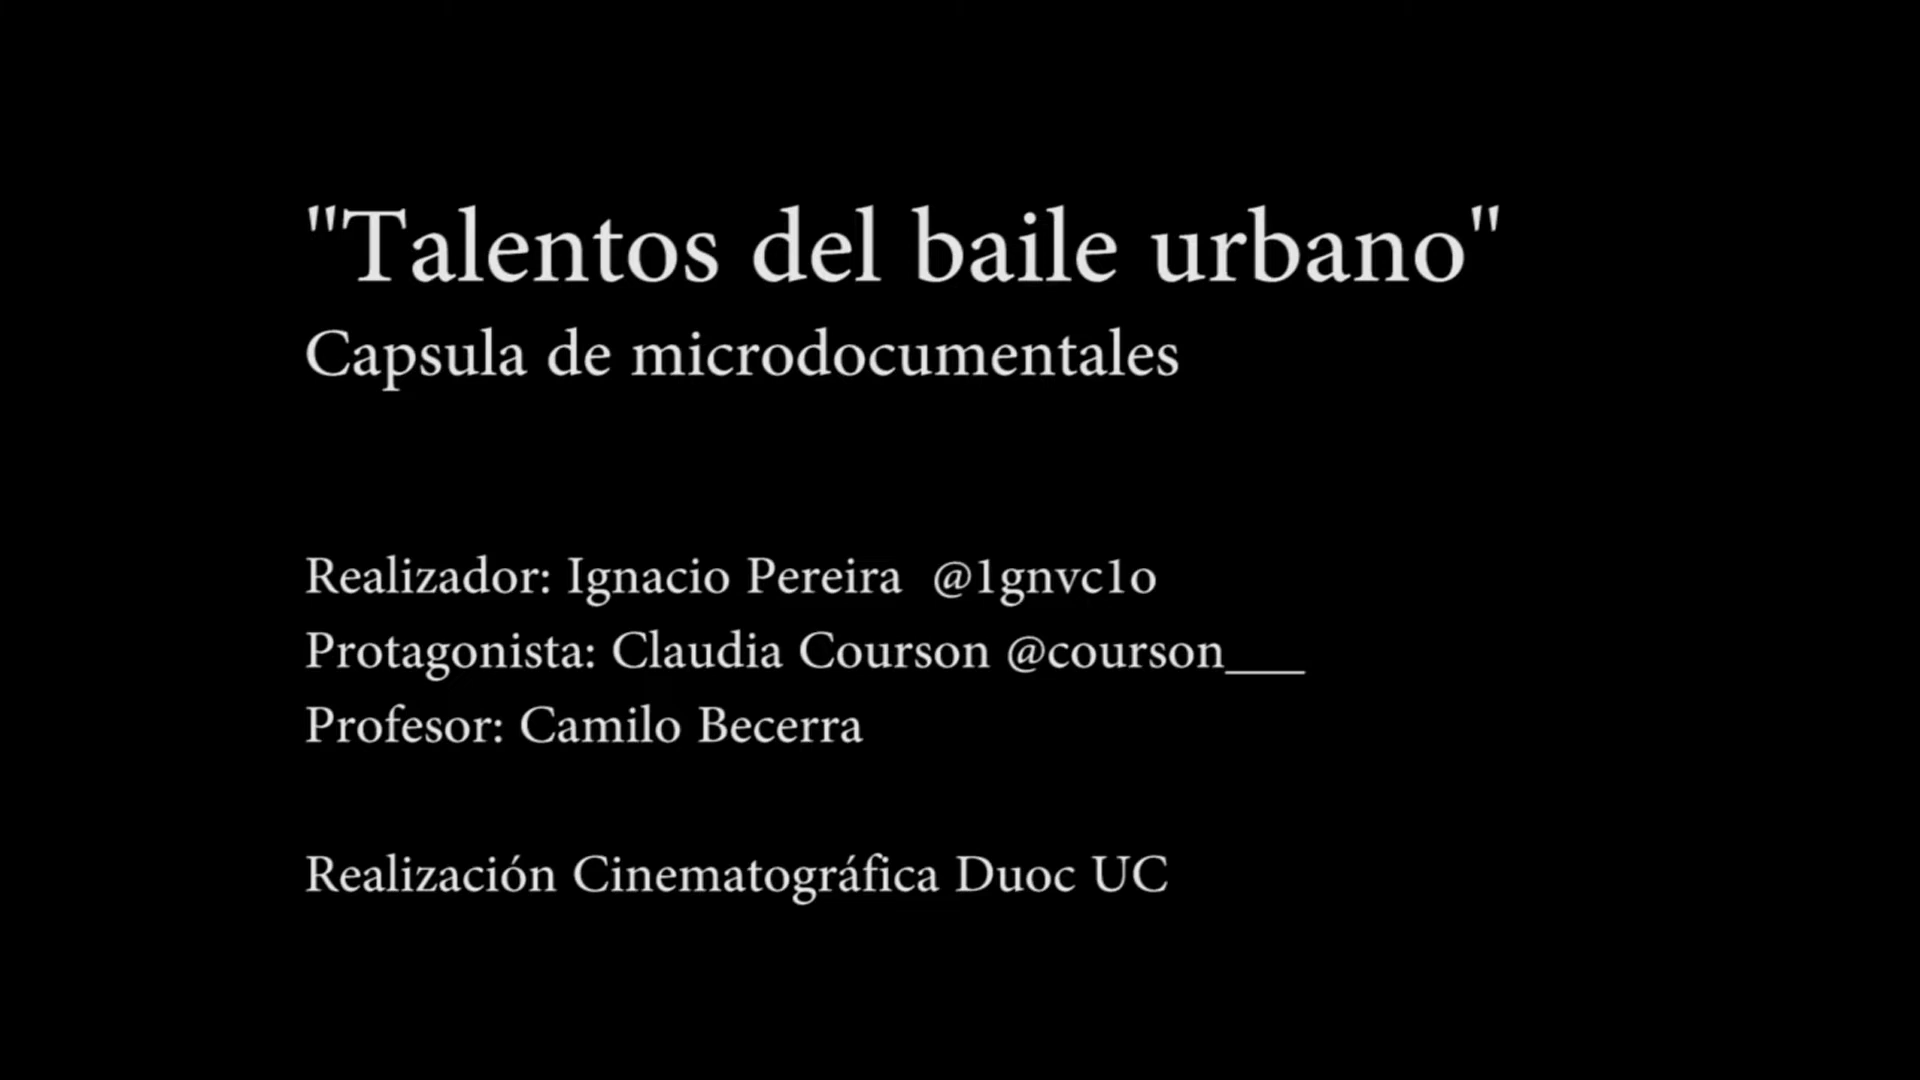 "Talentos del baile urbano"
Capsula de microdocumentales
Realizador: Ignacio Pereira  @1gnvc1o
Protagonista: Claudia Courson @courson___
Profesor: Camilo Becerra
Realización Cinematográfica Duoc UC